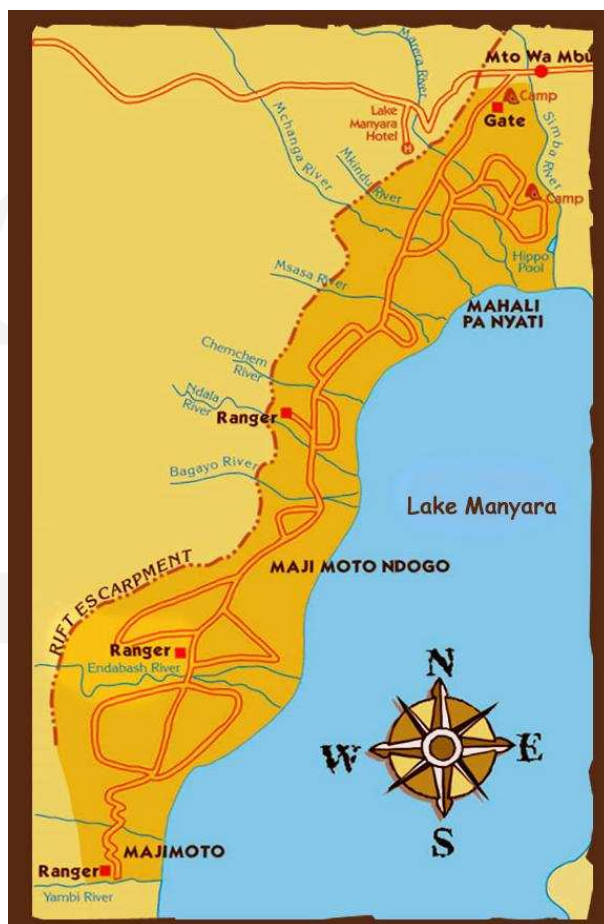 Marera River
Mto Wa Mbu
Camp
Gate
Lake
Manyara
Hotel
H
Mchanga River
Simba River
Mkindu River
Camp
Hippo
Pool
Msasa River
MAHALI
PA NYATI
Chemchem
River
Ndala
River
Ranger
Bagayo River
Lake Manyara
MAJI MOTO NDOGO
RIFT ESCARPMENT
Ranger
Endabash River
N
W
E
S
MAJIMOTO
Ranger
Yambi River